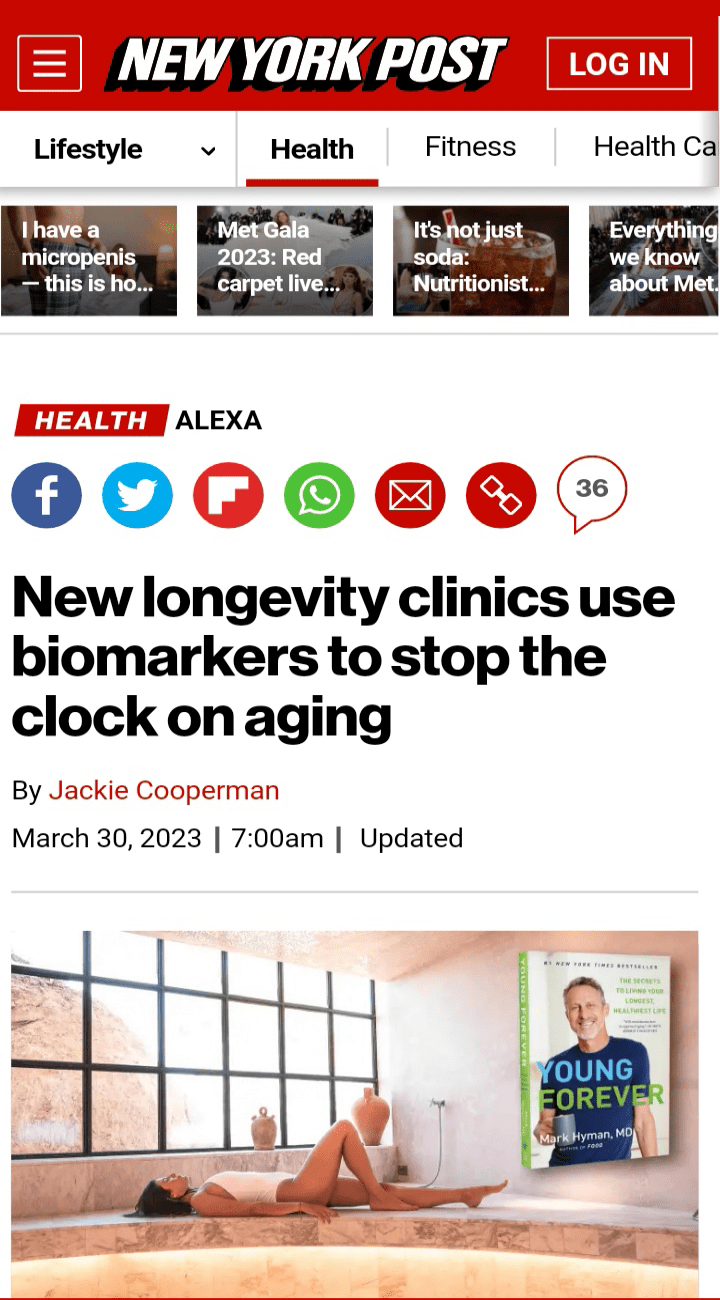 NEW YORK POST
LOG IN
Lifestyle
Health
Fitness
Health Ca
I have a
micropenis
– this is ho...
Met Gala
2023: Red
carpet live...
It's not just
soda:
Nutritionist...
Everything
we know
about Met.
HEALTH ALEXA
36
New longevity clinics use
biomarkers to stop the
clock on aging
By Jackie Cooperman
March 30, 2023 | 7:00am | Updated
#1 NEW YORK TIMES BESTSELLER
THE SECRETS
TO LIVING YOUR
LONGEST,
HEALTHIEST LIFE
YOUNG
FOREVER
Mark Hyman, MD
AUTHOR OF FOOD
YOUNG FOREVER